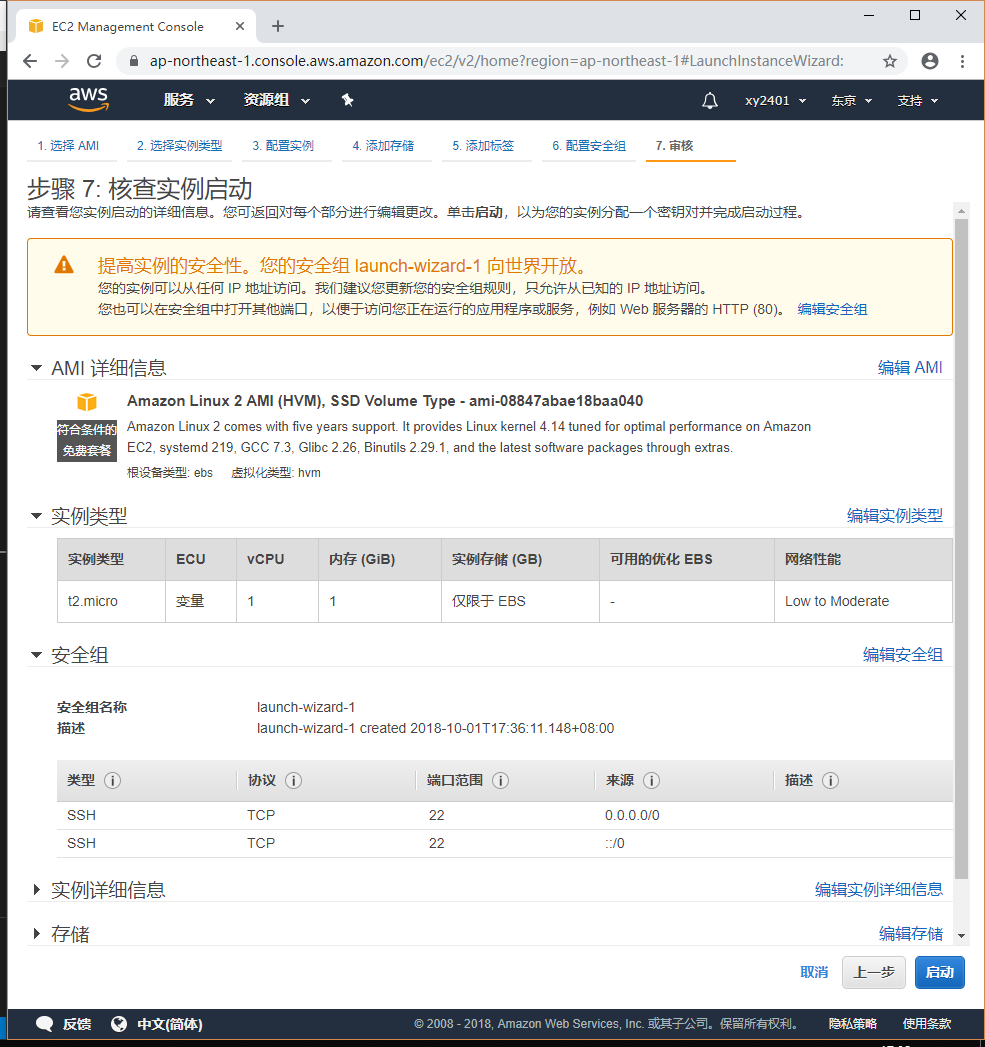 EC2 Management Console
ap-northeast-1.console.aws.amazon.com/ec2/v2/home?region=ap-northeast-1#LaunchInstanceWizard:
aws 服务 资源组 xy2401 东京 支持
1. 选择 AMI 2. 选择实例类型 3. 配置实例 4. 添加存储 5. 添加标签 6. 配置安全组 7. 审核
步骤 7: 核查实例启动
请查看您实例启动的详细信息。您可返回对每个部分进行编辑更改。单击启动，以为您的实例分配一个密钥对并完成启动过程。
提高实例的安全性。您的安全组 launch-wizard-1 向世界开放。
您的实例可以从任何 IP 地址访问。我们建议您更新您的安全组规则，只允许从已知的 IP 地址访问。
您也可以在安全组中打开其他端口，以便于访问您正在运行的应用程序或服务，例如 Web 服务器的 HTTP (80)。 编辑安全组
AMI 详细信息 编辑 AMI
Amazon Linux 2 AMI (HVM), SSD Volume Type - ami-08847abae18baa040
符合条件的
免费套餐
Amazon Linux 2 comes with five years support. It provides Linux kernel 4.14 tuned for optimal performance on Amazon
EC2, systemd 219, GCC 7.3, Glibc 2.26, Binutils 2.29.1, and the latest software packages through extras.
根设备类型: ebs 虚拟化类型: hvm
实例类型 编辑实例类型
实例类型 ECU vCPU 内存 (GiB) 实例存储 (GB) 可用的优化 EBS 网络性能
t2.micro 变量 1 1 仅限于 EBS - Low to Moderate
安全组 编辑安全组
安全组名称 launch-wizard-1
描述 launch-wizard-1 created 2018-10-01T17:36:11.148+08:00
类型 协议 端口范围 来源 描述
SSH TCP 22 0.0.0.0/0
SSH TCP 22 ::/0
实例详细信息 编辑实例详细信息
存储 编辑存储
取消 上一步 启动
反馈 中文(简体) © 2008 - 2018, Amazon Web Services, Inc. 或其子公司。保留所有权利。 隐私策略 使用条款